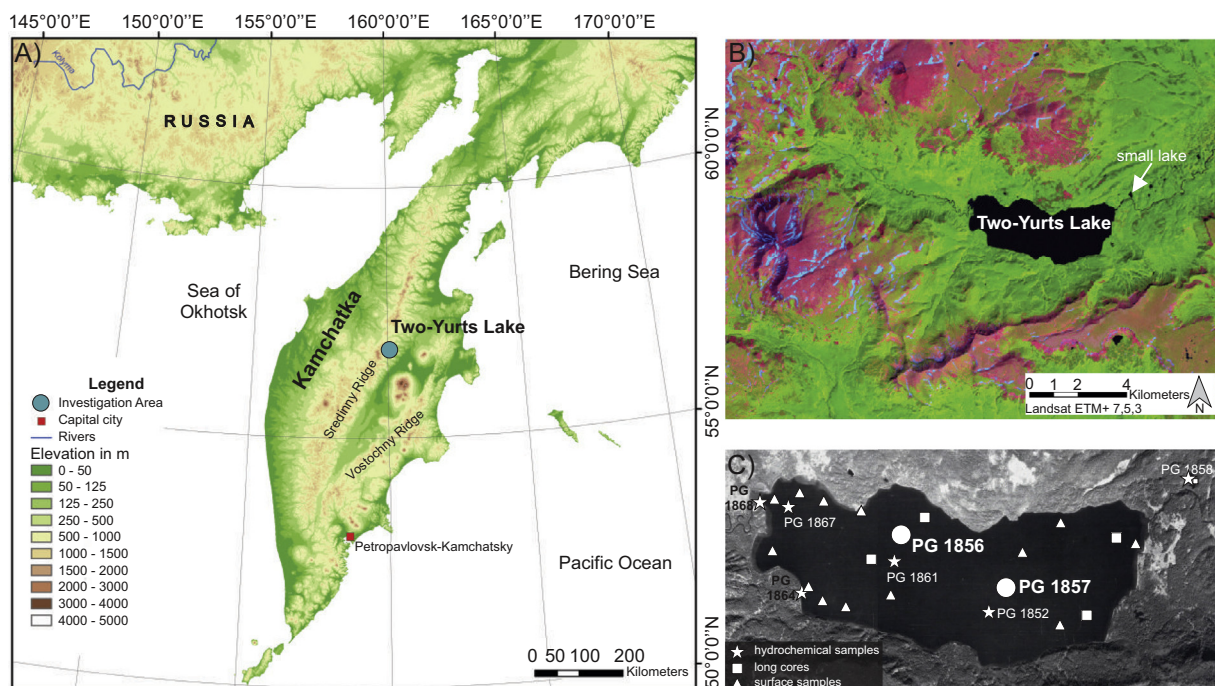 145°0'0"E 150°0'0"E 155°0'0"E 160°0'0"E 165°0'0"E 170°0'0"E
A)
Kolyma
RUSSIA
Sea of
Okhotsk
Bering Sea
Kamchatka
Two-Yurts Lake
Sredinny Ridge
Vostochny Ridge
Petropavlovsk-Kamchatsky
Pacific Ocean
Legend
Investigation Area
Capital city
Rivers
Elevation in m
0 - 50
50 - 125
125 - 250
250 - 500
500 - 1000
1000 - 1500
1500 - 2000
2000 - 3000
3000 - 4000
4000 - 5000
0 50 100 200
Kilometers
60°0'0"N
55°0'0"N
50°0'0"N
B)
small lake
Two-Yurts Lake
0 1 2 4
Kilometers
Landsat ETM+ 7,5,3
N
C)
PG 1858
PG
1868
PG 1867
PG 1856
PG 1861
PG 1857
PG
1864
PG 1852
hydrochemical samples
long cores
surface samples